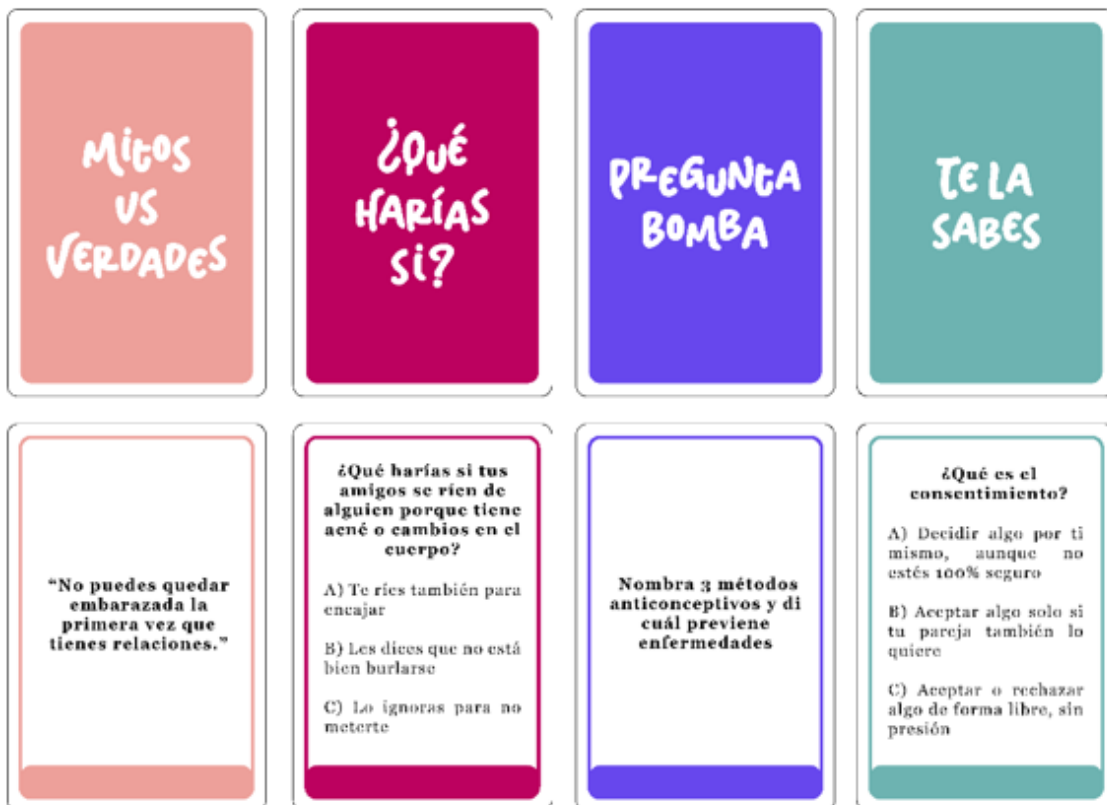 Mitos
vs
Verdades
¿Qué
harías
si?
Pregunta
bomba
Te la
sabes
“No puedes quedar
embarazada la
primera vez que
tienes relaciones.”
¿Qué harías si tus
amigos se ríen de
alguien porque tiene
acné o cambios en el
cuerpo?
A) Te ríes también para
encajar
B) Les dices que no está
bien burlarse
C) Lo ignoras para no
meterte
Nombra 3 métodos
anticonceptivos y di
cuál previene
enfermedades
¿Qué es el
consentimiento?
A) Decidir algo por ti
mismo, aunque no
estés 100% seguro
B) Aceptar algo solo si
tu pareja también lo
quiere
C) Aceptar o rechazar
algo de forma libre, sin
presión